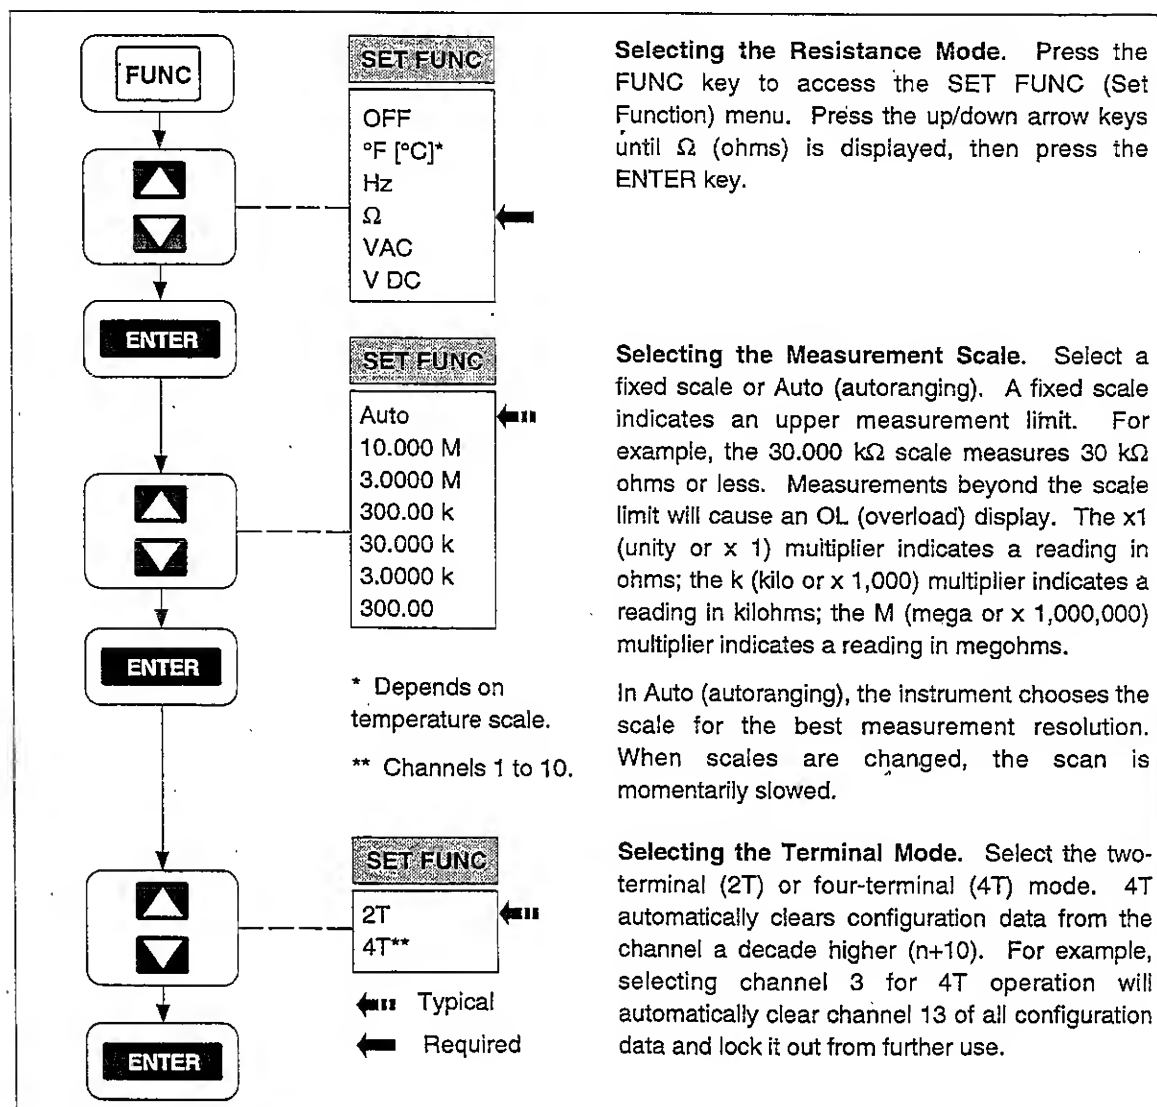 FUNC
ENTER
ENTER
ENTER
SET FUNC
OFF
°F [°C]*
Hz
Ω
VAC
V DC
SET FUNC
Auto
10.000 M
3.0000 M
300.00 k
30.000 k
3.0000 k
300.00
* Depends on
temperature scale.
** Channels 1 to 10.
SET FUNC
2T
4T**
Typical
Required
Selecting the Resistance Mode. Press the
FUNC key to access the SET FUNC (Set
Function) menu. Press the up/down arrow keys
until Ω (ohms) is displayed, then press the
ENTER key.
Selecting the Measurement Scale. Select a
fixed scale or Auto (autoranging). A fixed scale
indicates an upper measurement limit. For
example, the 30.000 kΩ scale measures 30 kΩ
ohms or less. Measurements beyond the scale
limit will cause an OL (overload) display. The x1
(unity or x 1) multiplier indicates a reading in
ohms; the k (kilo or x 1,000) multiplier indicates a
reading in kilohms; the M (mega or x 1,000,000)
multiplier indicates a reading in megohms.
In Auto (autoranging), the instrument chooses the
scale for the best measurement resolution.
When scales are changed, the scan is
momentarily slowed.
Selecting the Terminal Mode. Select the two-
terminal (2T) or four-terminal (4T) mode. 4T
automatically clears configuration data from the
channel a decade higher (n+10). For example,
selecting channel 3 for 4T operation will
automatically clear channel 13 of all configuration
data and lock it out from further use.